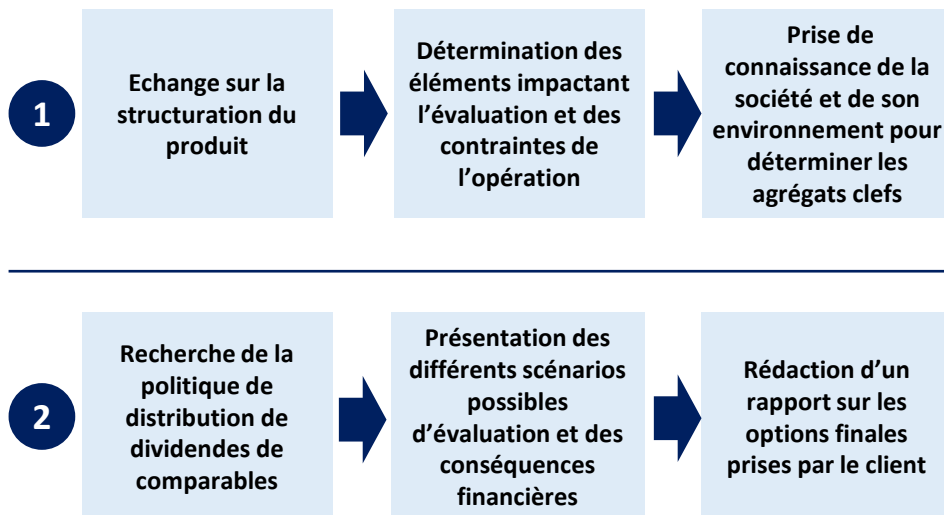 1
Echange sur la
structuration du
produit
Détermination des
éléments impactant
l’évaluation et des
contraintes de
l’opération
Prise de
connaissance de la
société et de son
environnement pour
déterminer les
agrégats clefs
2
Recherche de la
politique de
distribution de
dividendes de
comparables
Présentation des
différents scénarios
possibles
d’évaluation et des
conséquences
financières
Rédaction d’un
rapport sur les
options finales
prises par le client